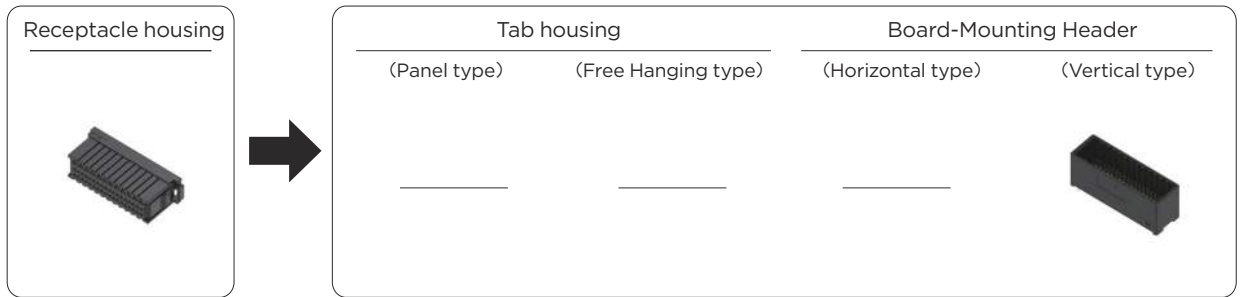 Receptacle housing
Tab housing
Board-Mounting Header
(Panel type)
(Free Hanging type)
(Horizontal type)
(Vertical type)